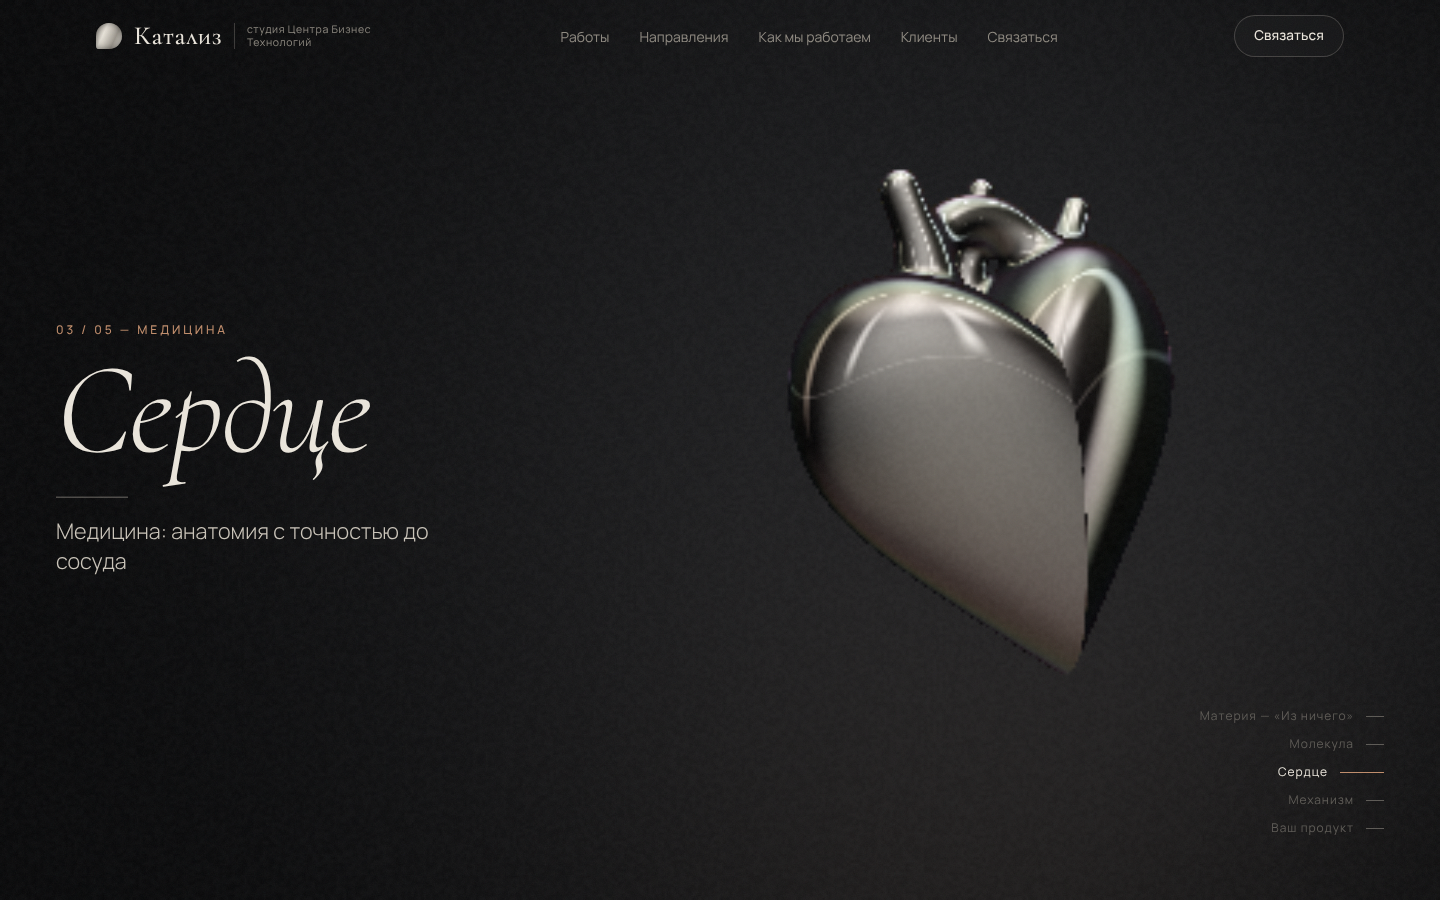 Катализ
студия Центра Бизнес
Технологий
Работы
Направления
Как мы работаем
Клиенты
Связаться
Связаться
03 / 05 — МЕДИЦИНА
Сердце
Медицина: анатомия с точностью до
сосуда
Материя — «Из ничего»
Молекула
Сердце
Механизм
Ваш продукт